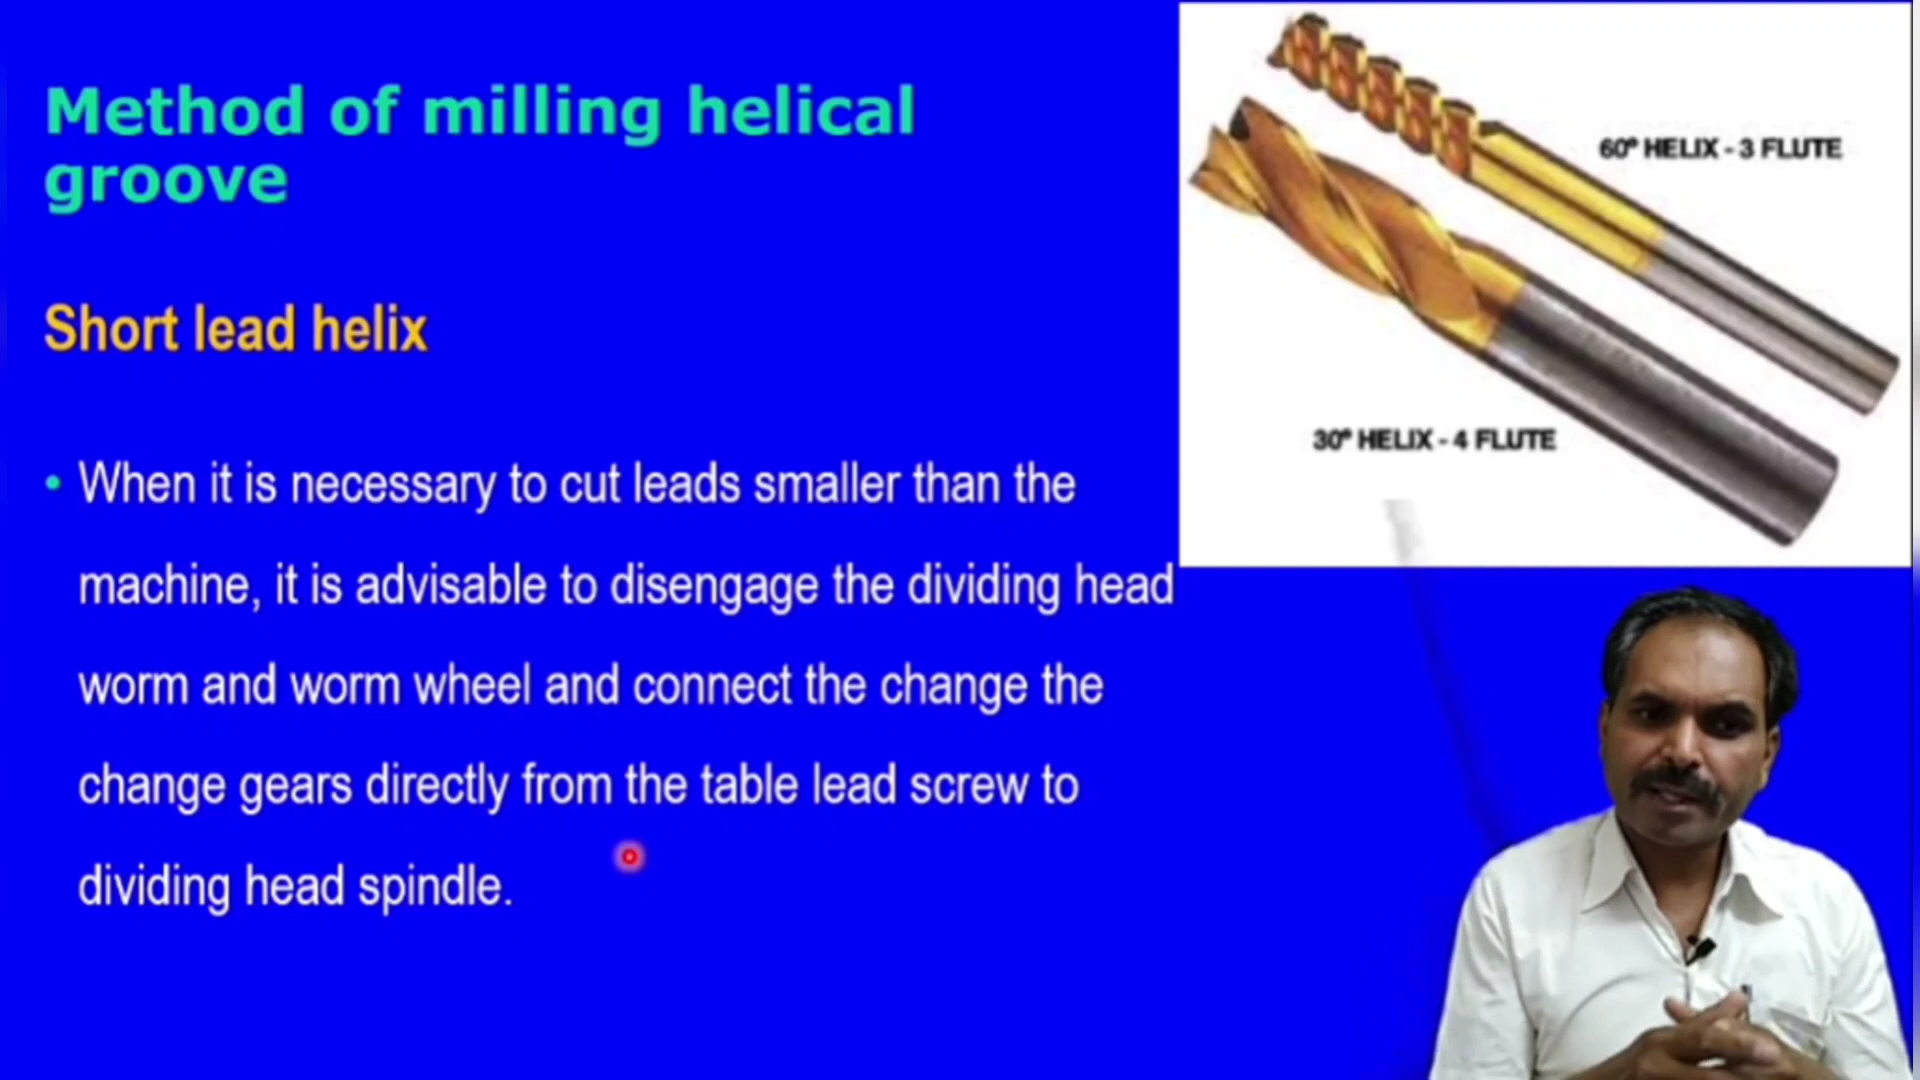 Method of milling helical
groove
Short lead helix
• When it is necessary to cut leads smaller than the
machine, it is advisable to disengage the dividing head
worm and worm wheel and connect the change the
change gears directly from the table lead screw to
dividing head spindle.
60° HELIX - 3 FLUTE
30° HELIX - 4 FLUTE